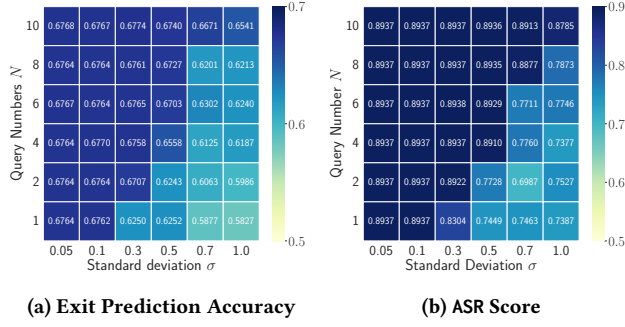 10 0.6768 0.6767 0.6774 0.6740 0.6671 0.6541
8 0.6764 0.6764 0.6761 0.6727 0.6201 0.6213
6 0.6767 0.6764 0.6765 0.6703 0.6302 0.6240
4 0.6764 0.6770 0.6758 0.6558 0.6125 0.6187
2 0.6764 0.6764 0.6707 0.6243 0.6063 0.5986
1 0.6764 0.6762 0.6250 0.6252 0.5877 0.5827
0.05 0.1 0.3 0.5 0.7 1.0
Query Numbers N
Standard deviation σ
0.7
0.6
0.5
(a) Exit Prediction Accuracy
10 0.8937 0.8937 0.8937 0.8936 0.8913 0.8785
8 0.8937 0.8937 0.8937 0.8935 0.8877 0.7873
6 0.8937 0.8937 0.8938 0.8929 0.7711 0.7746
4 0.8937 0.8937 0.8937 0.8910 0.7760 0.7377
2 0.8937 0.8937 0.8922 0.7728 0.6987 0.7527
1 0.8937 0.8937 0.8304 0.7449 0.7463 0.7387
0.05 0.1 0.3 0.5 0.7 1.0
Query Number N
Standard Deviation σ
0.9
0.8
0.7
0.6
0.5
(b) ASR Score